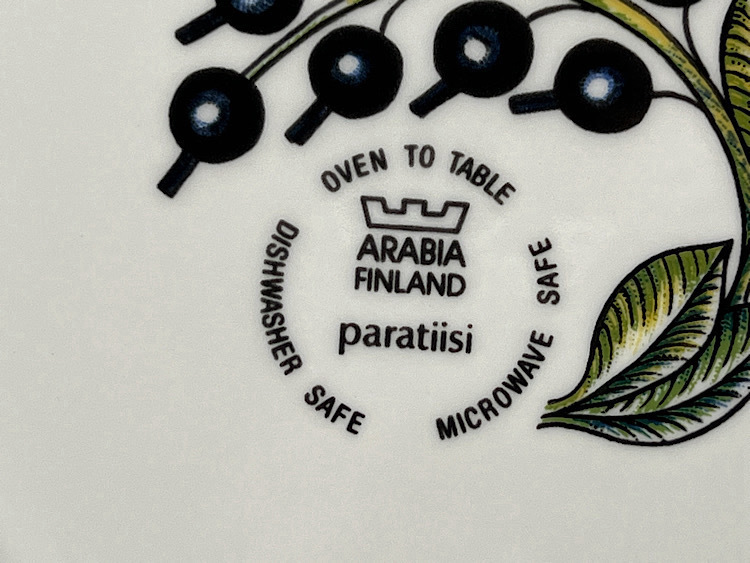 OVEN TO TABLE
ARABIA
FINLAND
paratiisi
DISHWASHER SAFE
MICROWAVE SAFE